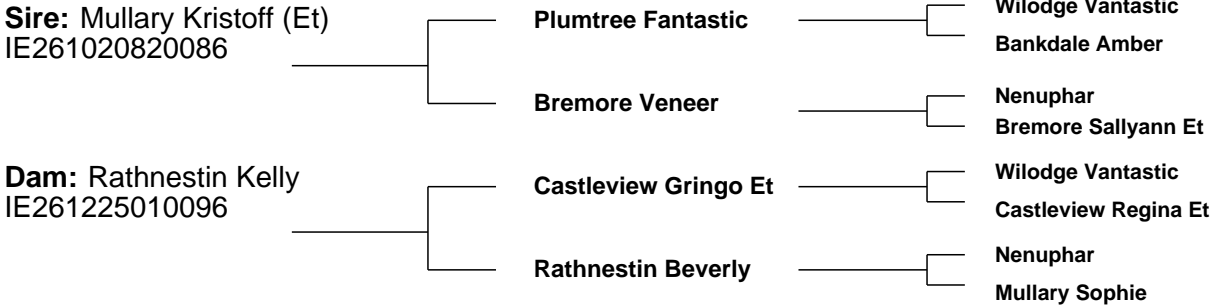 Sire: Mullary Kristoff (Et)
IE261020820086
Plumtree Fantastic
Wilodge Vantastic
Bankdale Amber
Bremore Veneer
Nenuphar
Bremore Sallyann Et
Dam: Rathnestin Kelly
IE261225010096
Castleview Gringo Et
Wilodge Vantastic
Castleview Regina Et
Rathnestin Beverly
Nenuphar
Mullary Sophie